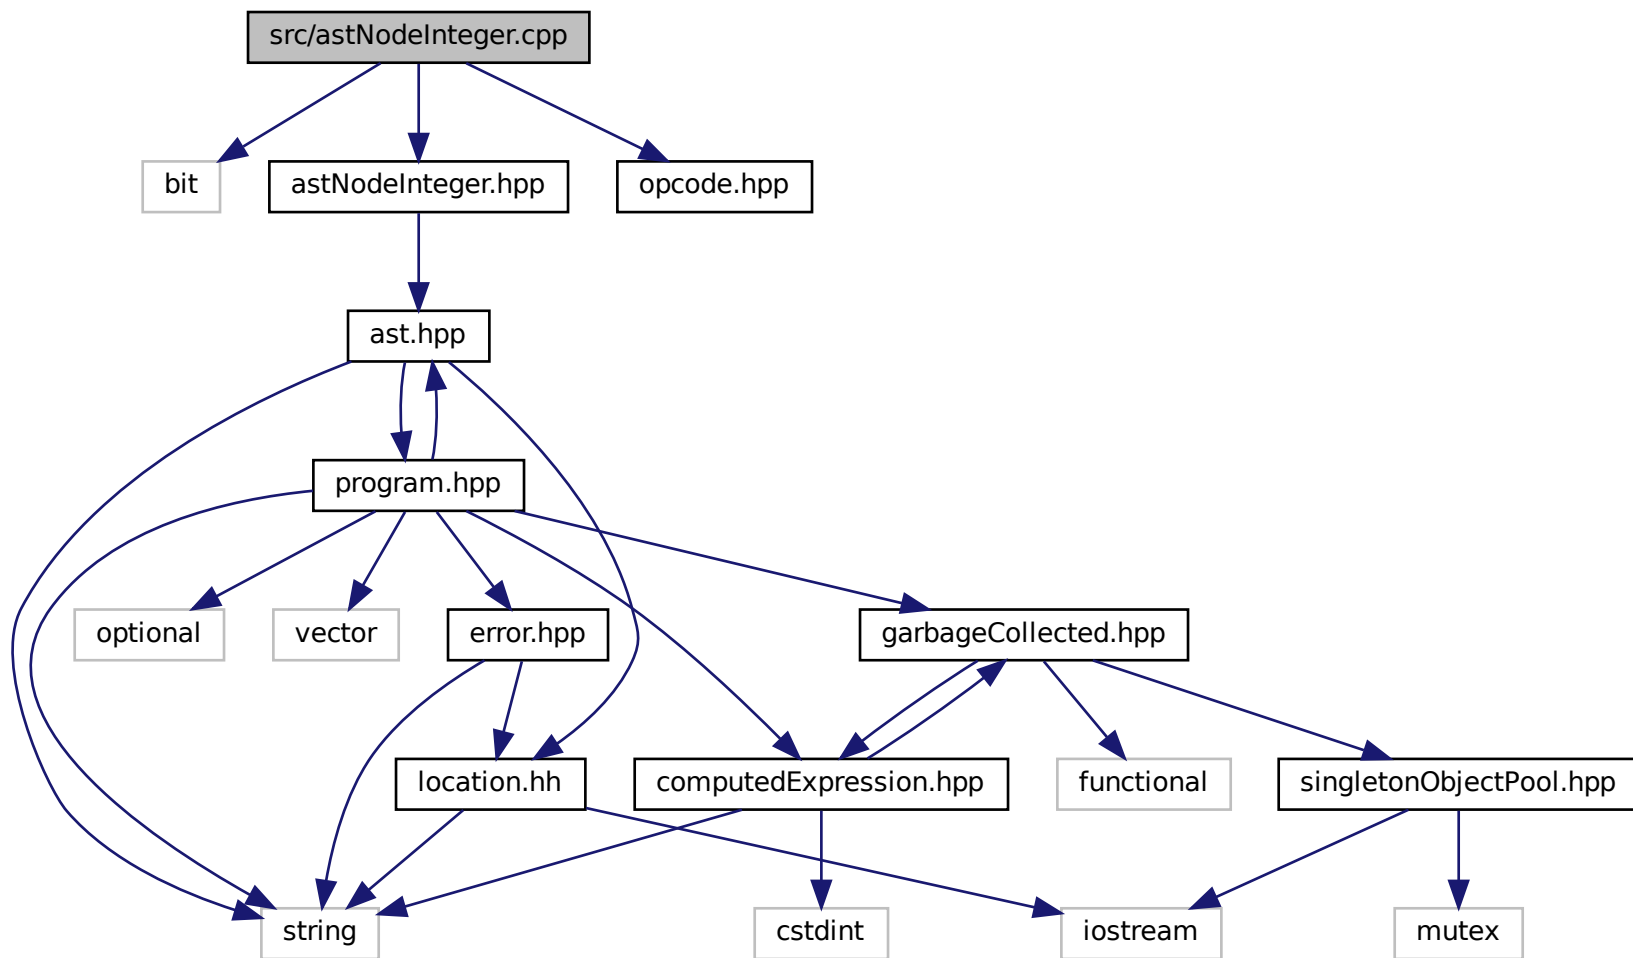 src/astNodeInteger.cpp
bit
astNodeInteger.hpp
opcode.hpp
ast.hpp
program.hpp
optional
vector
error.hpp
garbageCollected.hpp
location.hh
computedExpression.hpp
functional
singletonObjectPool.hpp
string
cstdint
iostream
mutex